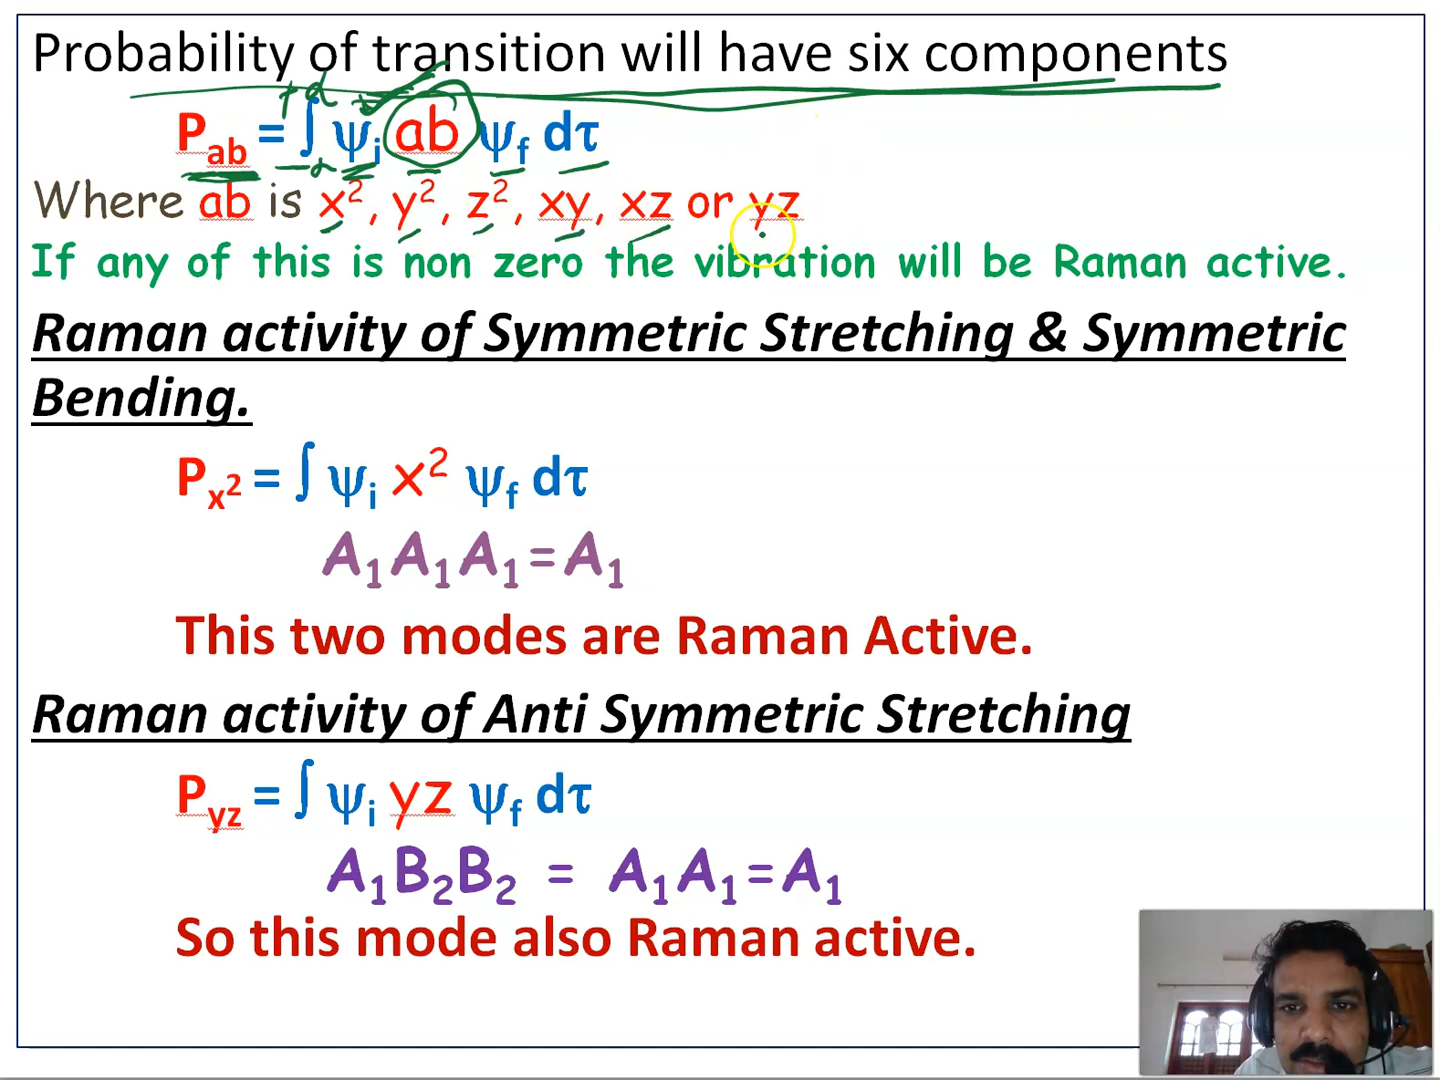 Probability of transition will have six components
+α
P_ab = ∫ ψ_i ab ψ_f dτ
-α
Where ab is x², y², z², xy, xz or yz
If any of this is non zero the vibration will be Raman active.
Raman activity of Symmetric Stretching & Symmetric
Bending.
P_x² = ∫ ψ_i x² ψ_f dτ
A₁A₁A₁=A₁
This two modes are Raman Active.
Raman activity of Anti Symmetric Stretching
P_yz = ∫ ψ_i yz ψ_f dτ
A₁B₂B₂ = A₁A₁=A₁
So this mode also Raman active.